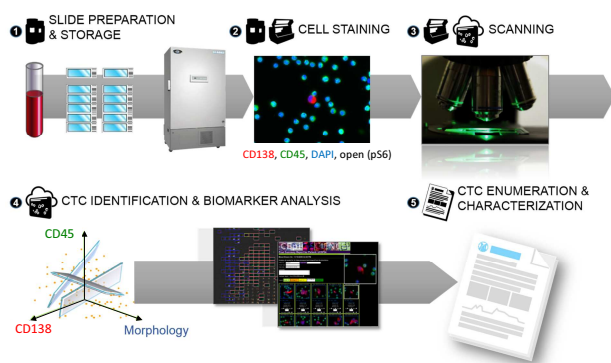 1 SLIDE PREPARATION
& STORAGE
2 CELL STAINING
3 SCANNING
CD138, CD45, DAPI, open (pS6)
4 CTC IDENTIFICATION & BIOMARKER ANALYSIS
CD45
CD138
Morphology
5 CTC ENUMERATION &
CHARACTERIZATION